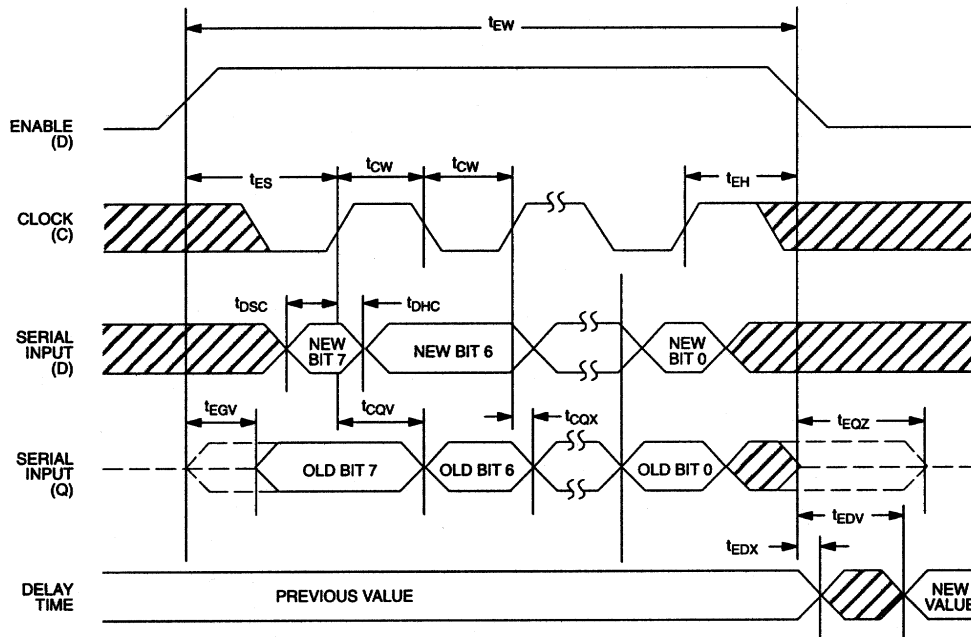 tEW
ENABLE
(D)
tES
tCW
tCW
tEH
CLOCK
(C)
tDSC
tDHC
SERIAL
INPUT
(D)
NEW
BIT 7
NEW BIT 6
NEW
BIT 0
tEGV
tCQV
tCQX
tEQZ
SERIAL
INPUT
(Q)
OLD BIT 7
OLD BIT 6
OLD BIT 0
tEDV
tEDX
DELAY
TIME
PREVIOUS VALUE
NEW
VALUE